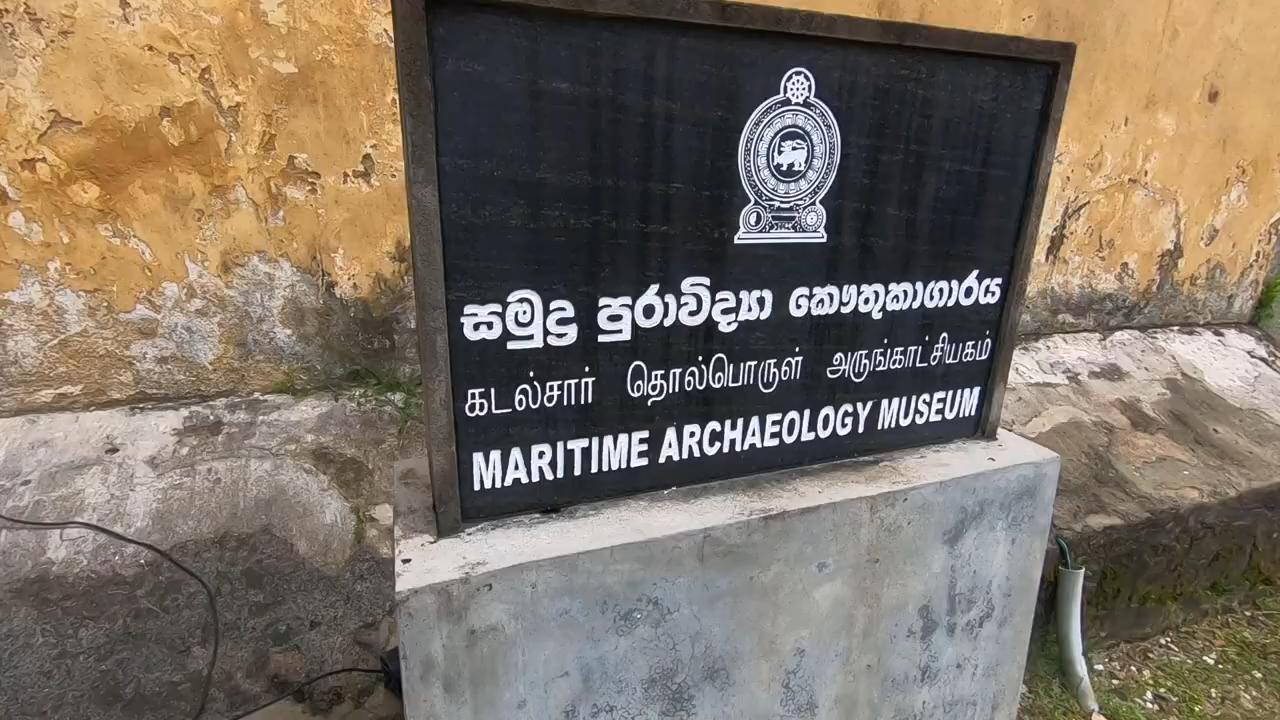 සමුද්‍ර පුරාවිද්‍යා කෞතුකාගාරය
கடல்சார் தொல்பொருள் அருங்காட்சியகம்
MARITIME ARCHAEOLOGY MUSEUM